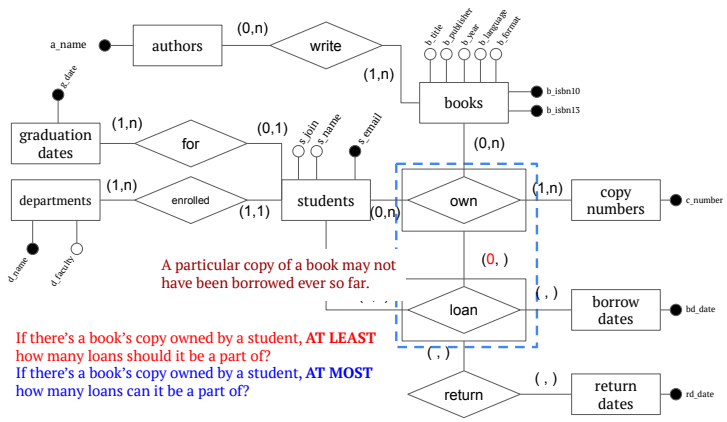 a_name
authors
(0,n)
write
(1,n)
b_title
b_publisher
b_year
b_language
b_format
books
b_isbn10
b_isbn13
(0,n)
g_date
graduation
dates
(1,n)
for
(0,1)
s_join
s_name
s_email
departments
(1,n)
enrolled
(1,1)
students
(0,n)
own
(1,n)
copy
numbers
c_number
d_name
d_faculty
(0, )
A particular copy of a book may not
have been borrowed ever so far.
loan
( , )
borrow
dates
bd_date
( , )
If there's a book's copy owned by a student, AT LEAST
how many loans should it be a part of?
If there's a book's copy owned by a student, AT MOST
how many loans can it be a part of?
return
( , )
return
dates
rd_date